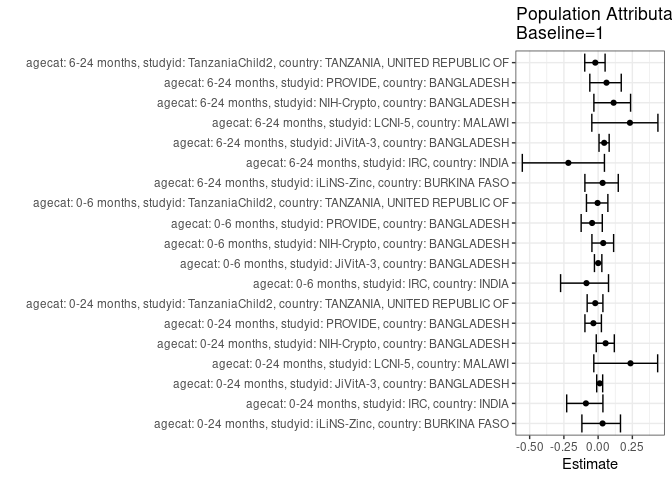 Population Attributa
Baseline=1
agecat: 6-24 months, studyid: TanzaniaChild2, country: TANZANIA, UNITED REPUBLIC OF
agecat: 6-24 months, studyid: PROVIDE, country: BANGLADESH
agecat: 6-24 months, studyid: NIH-Crypto, country: BANGLADESH
agecat: 6-24 months, studyid: LCNI-5, country: MALAWI
agecat: 6-24 months, studyid: JiVitA-3, country: BANGLADESH
agecat: 6-24 months, studyid: IRC, country: INDIA
agecat: 6-24 months, studyid: iLiNS-Zinc, country: BURKINA FASO
agecat: 0-6 months, studyid: TanzaniaChild2, country: TANZANIA, UNITED REPUBLIC OF
agecat: 0-6 months, studyid: PROVIDE, country: BANGLADESH
agecat: 0-6 months, studyid: NIH-Crypto, country: BANGLADESH
agecat: 0-6 months, studyid: JiVitA-3, country: BANGLADESH
agecat: 0-6 months, studyid: IRC, country: INDIA
agecat: 0-24 months, studyid: TanzaniaChild2, country: TANZANIA, UNITED REPUBLIC OF
agecat: 0-24 months, studyid: PROVIDE, country: BANGLADESH
agecat: 0-24 months, studyid: NIH-Crypto, country: BANGLADESH
agecat: 0-24 months, studyid: LCNI-5, country: MALAWI
agecat: 0-24 months, studyid: JiVitA-3, country: BANGLADESH
agecat: 0-24 months, studyid: IRC, country: INDIA
agecat: 0-24 months, studyid: iLiNS-Zinc, country: BURKINA FASO
-0.50 -0.25 0.00 0.25
Estimate